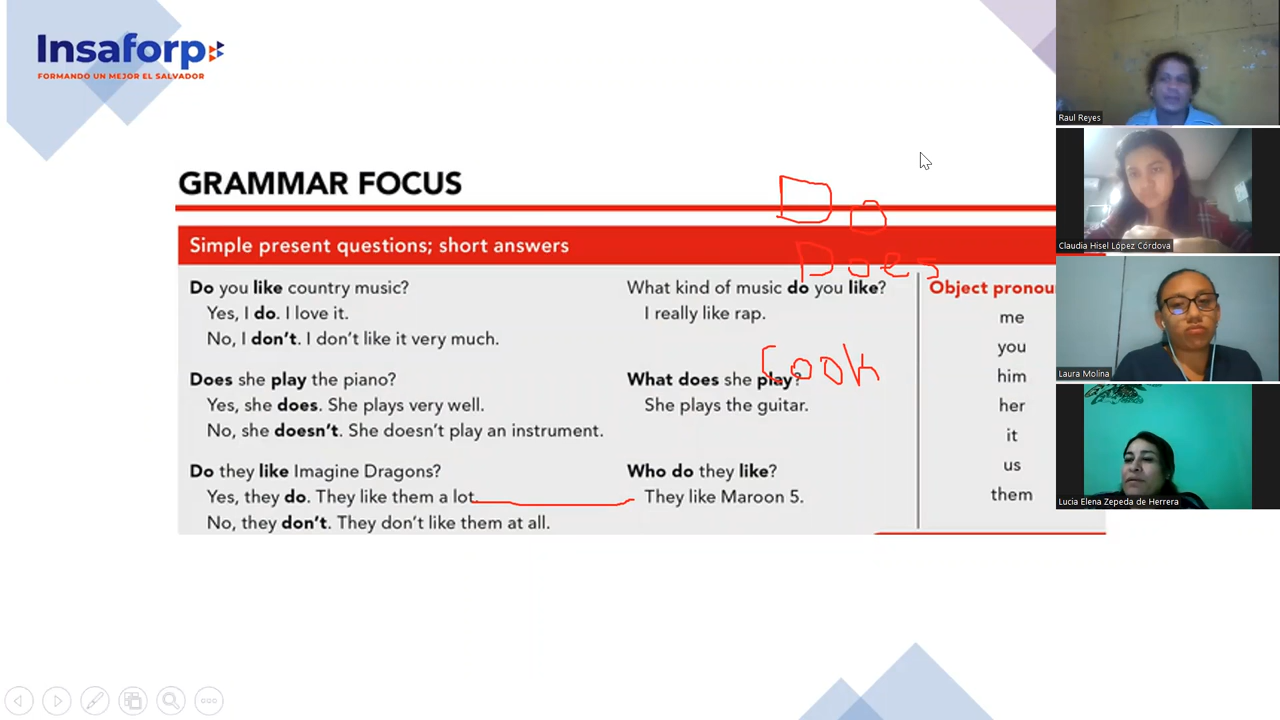 Insaforp
FORMANDO UN MEJOR EL SALVADOR
GRAMMAR FOCUS
Do
Does
Simple present questions; short answers
Do you like country music?
Yes, I do. I love it.
No, I don't. I don't like it very much.
Does she play the piano?
Yes, she does. She plays very well.
No, she doesn't. She doesn't play an instrument.
Do they like Imagine Dragons?
Yes, they do. They like them a lot.
No, they don't. They don't like them at all.
What kind of music do you like?
I really like rap.
Cook
What does she play?
She plays the guitar.
Who do they like?
They like Maroon 5.
Object pronou
me
you
him
her
it
us
them
Raul Reyes
Claudia Hisel López Córdova
Laura Molina
Lucia Elena Zepeda de Herrera